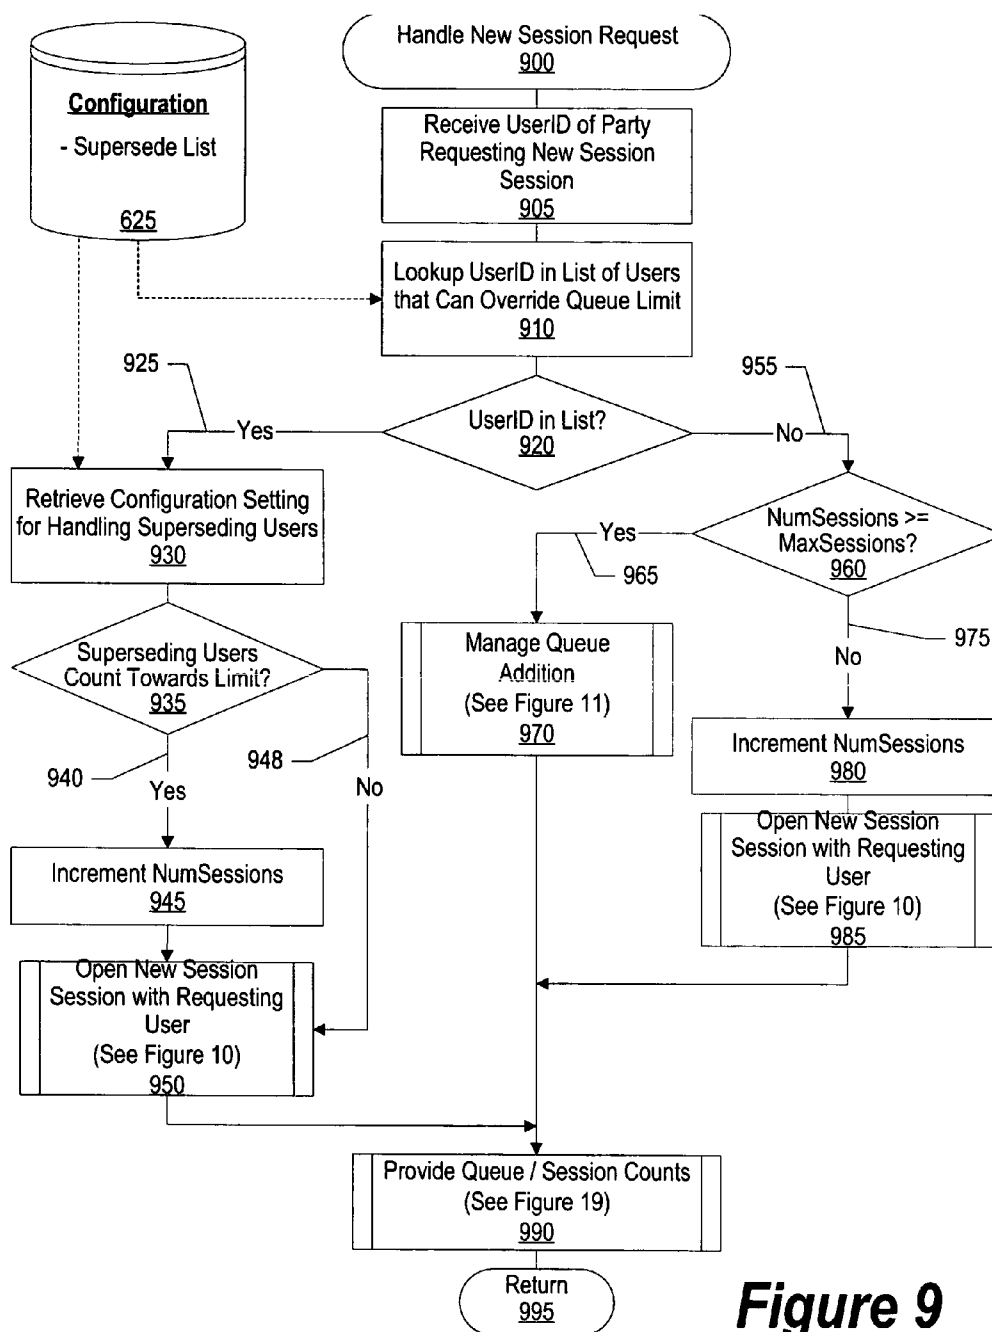 Handle New Session Request
900
Configuration
- Supersede List
625
Receive UserID of Party
Requesting New Session
Session
905
Lookup UserID in List of Users
that Can Override Queue Limit
910
925
955
Yes
UserID in List?
920
No
Retrieve Configuration Setting
for Handling Superseding Users
930
NumSessions >=
MaxSessions?
960
Yes
965
975
No
Superseding Users
Count Towards Limit?
935
Manage Queue
Addition
(See Figure 11)
970
940
948
Yes
No
Increment NumSessions
980
Open New Session
Session with Requesting
User
(See Figure 10)
985
Increment NumSessions
945
Open New Session
Session with Requesting
User
(See Figure 10)
950
Provide Queue / Session Counts
(See Figure 19)
990
Return
995
Figure 9